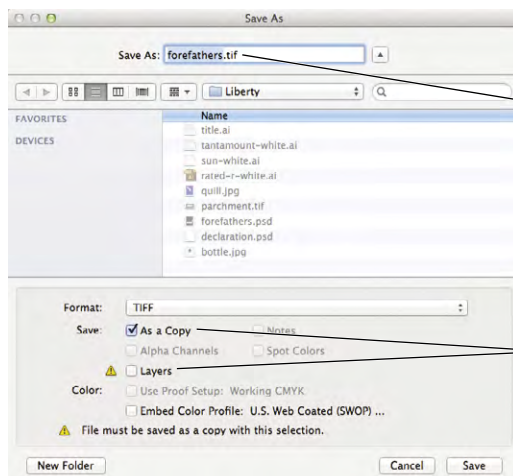 Save As
Save As: forefathers.tif
Liberty
FAVORITES
DEVICES
Name
title.ai
tantamount-white.ai
sun-white.ai
rated-r-white.ai
quill.jpg
parchment.tif
forefathers.psd
declaration.psd
bottle.jpg
Format: TIFF
Save: As a Copy Notes
Alpha Channels Spot Colors
Layers
Color: Use Proof Setup: Working CMYK
Embed Color Profile: U.S. Web Coated (SWOP) ...
File must be saved as a copy with this selection.
New Folder Cancel Save